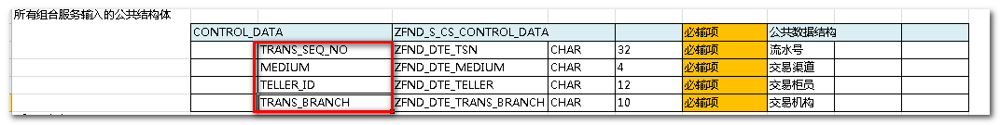 所有组合服务输入的公共结构体
CONTROL_DATA ZFND_S_CS_CONTROL_DATA 必输项 公共数据结构
TRANS_SEQ_NO ZFND_DTE_TSN CHAR 32 必输项 流水号
MEDIUM ZFND_DTE_MEDIUM CHAR 4 必输项 交易渠道
TELLER_ID ZFND_DTE_TELLER CHAR 12 必输项 交易柜员
TRANS_BRANCH ZFND_DTE_TRANS_BRANCH CHAR 10 必输项 交易机构